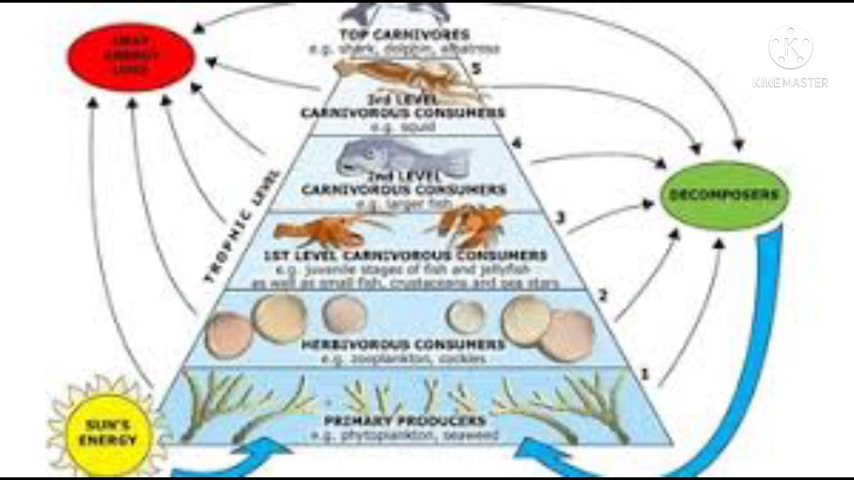 HEAT
ENERGY
LOSS
TOP CARNIVORES
e.g. shark, dolphin, albatross
5
3rd LEVEL
CARNIVOROUS CONSUMERS
e.g. squid
4
2nd LEVEL
CARNIVOROUS CONSUMERS
e.g. larger fish
3
1ST LEVEL CARNIVOROUS CONSUMERS
e.g. juvenile stages of fish and jellyfish
as well as small fish, crustaceans and sea stars
2
HERBIVOROUS CONSUMERS
e.g. zooplankton, cockles
1
PRIMARY PRODUCERS
e.g. phytoplankton, seaweed
TROPHIC LEVEL
SUN'S
ENERGY
DECOMPOSERS
KINEMASTER